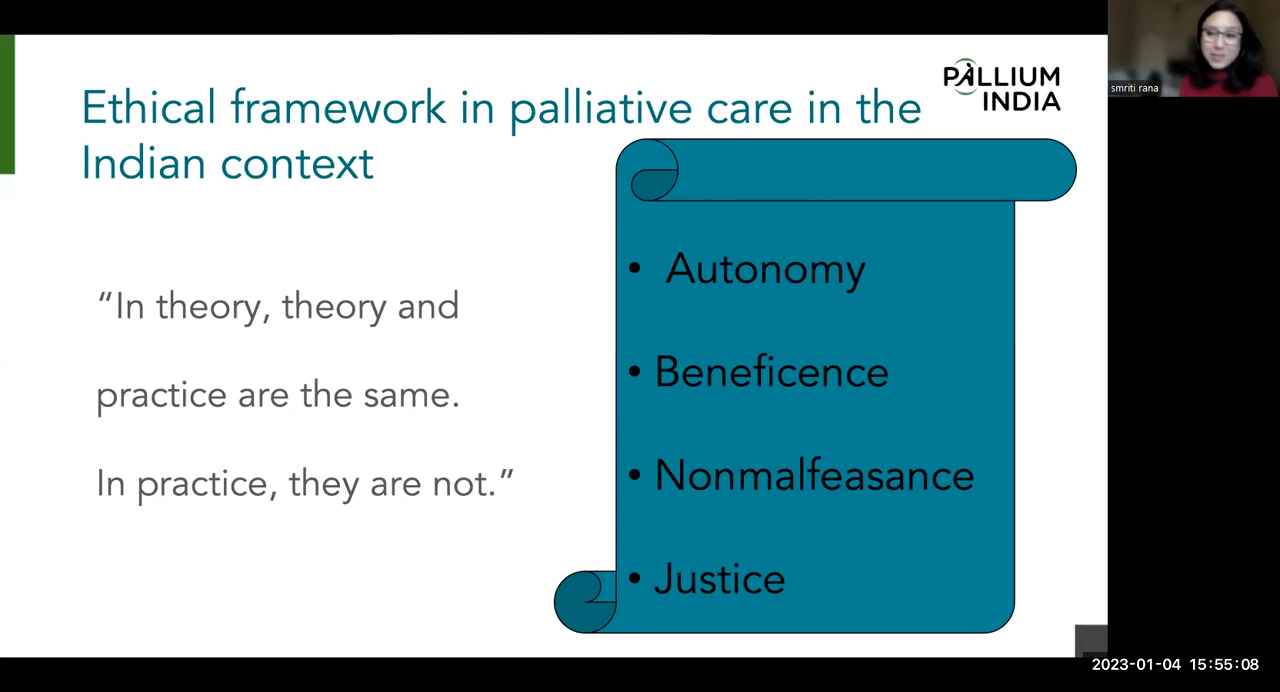 Ethical framework in palliative care in the
Indian context
PALLIUM
INDIA
smriti rana
“In theory, theory and
practice are the same.
In practice, they are not.”
• Autonomy
• Beneficence
• Nonmalfeasance
• Justice
2023-01-04 15:55:08